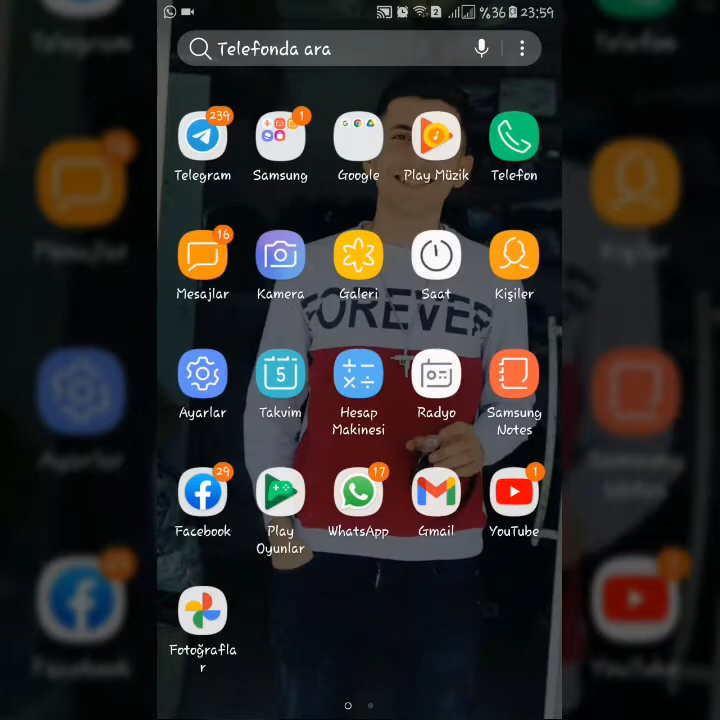 %36 23:59
Telefonda ara
239
1
Telegram Samsung Google Play Müzik Telefon
16
Mesajlar Kamera Galeri Saat Kişiler
FOREVER
5
Ayarlar Takvim Hesap Makinesi Radyo Samsung Notes
29 17 1
Facebook Play Oyunlar WhatsApp Gmail YouTube
Fotoğrafla
r